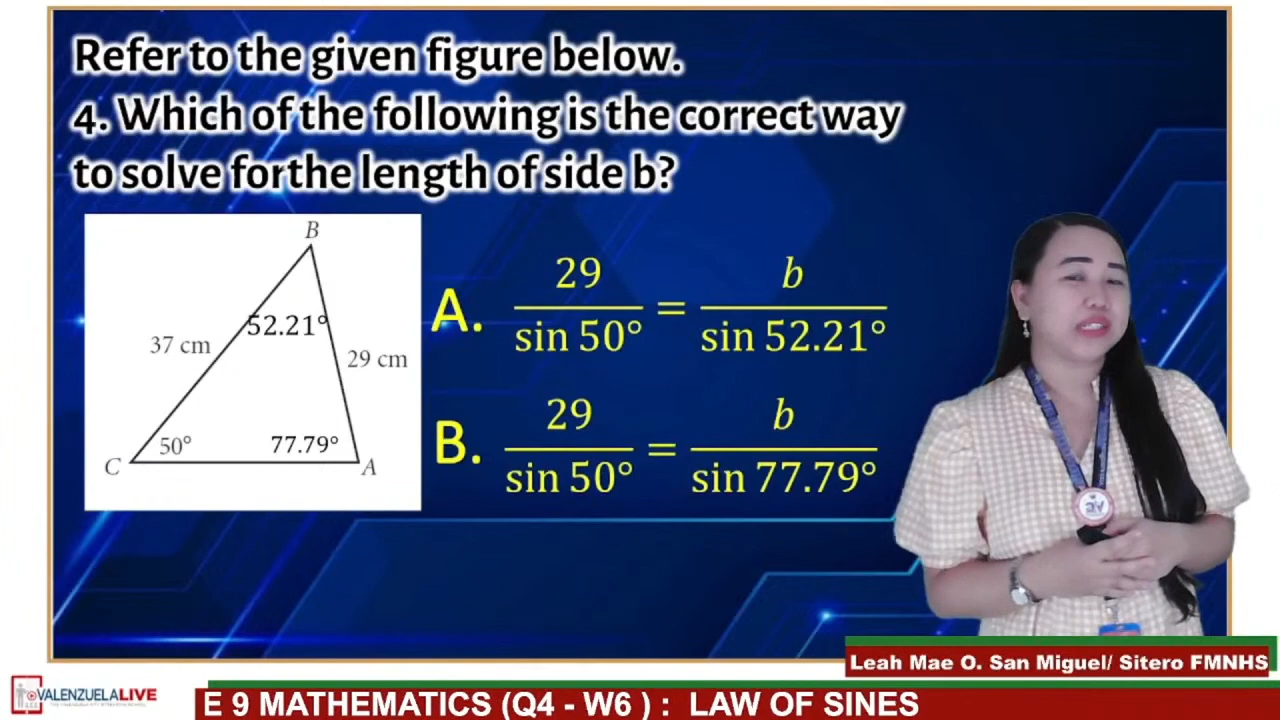 Refer to the given figure below.
4. Which of the following is the correct way
to solve forthe length of side b?
B
52.21°
37 cm
29 cm
50°
77.79°
C
A
A. 29/sin 50° = b/sin 52.21°
B. 29/sin 50° = b/sin 77.79°
Leah Mae O. San Miguel/ Sitero FMNHS
VALENZUELALIVE
E 9 MATHEMATICS (Q4 - W6 ) : LAW OF SINES